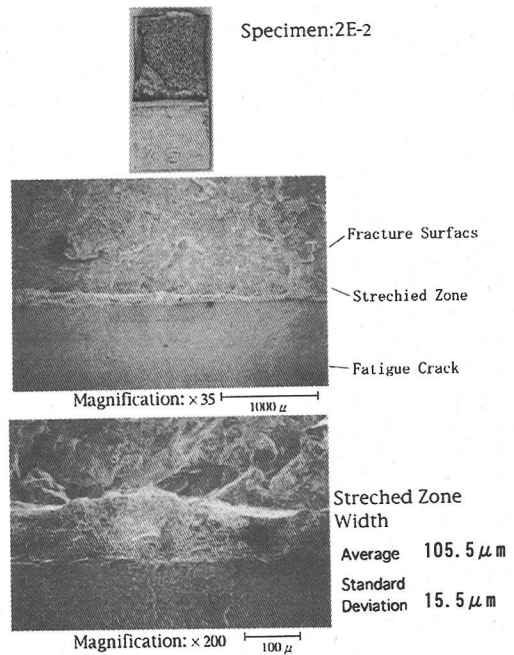 Specimen:2E-2
Fracture Surfacs
Strechied Zone
Fatigue Crack
Magnification: ×35
1000 μ
Streched Zone
Width
Average 105.5 μm
Standard
Deviation 15.5 μm
Magnification: ×200
100 μ